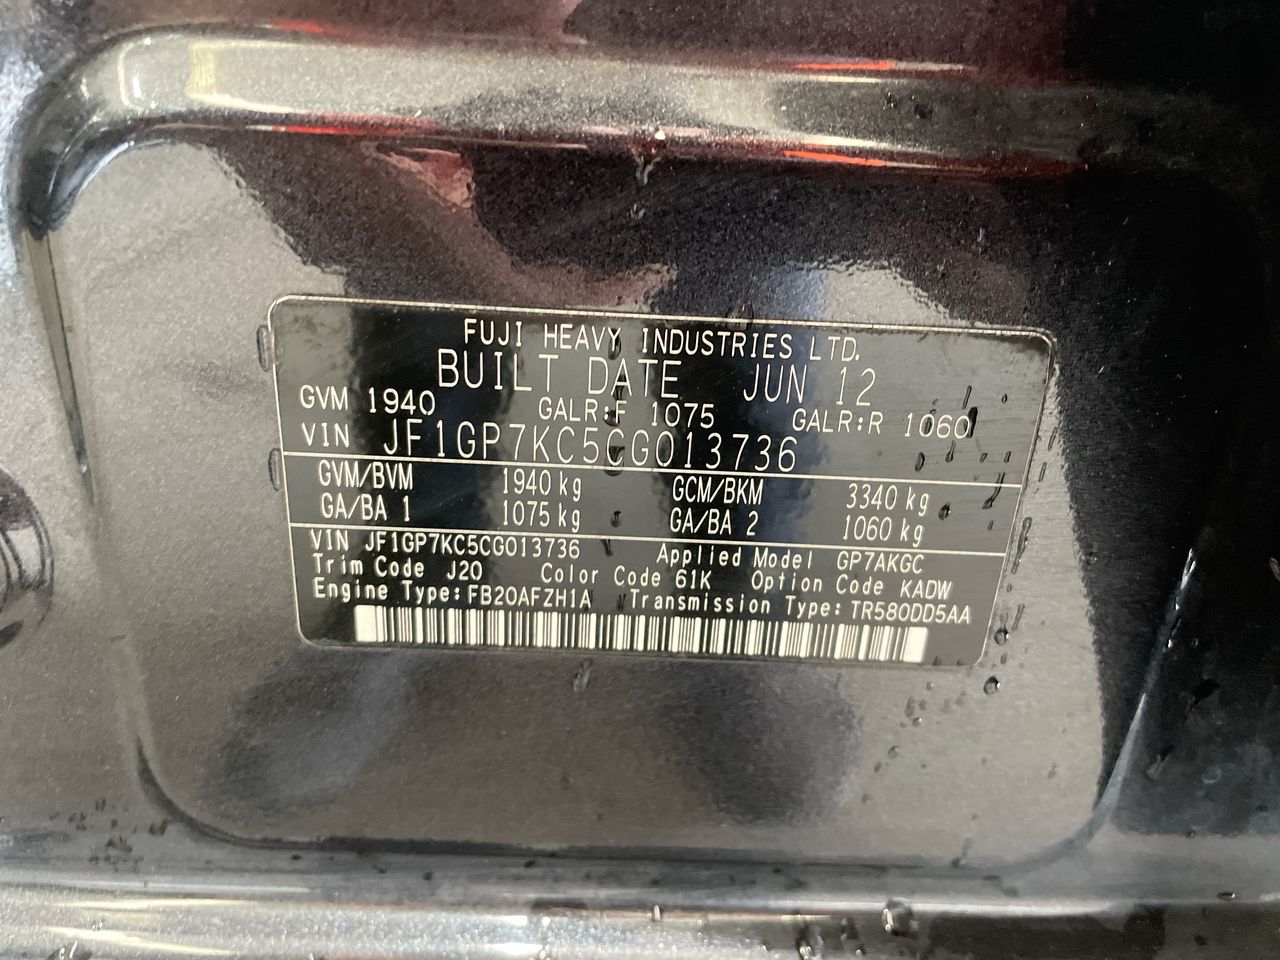 FUJI HEAVY INDUSTRIES LTD.
BUILT DATE JUN 12
GVM 1940 GALR:F 1075 GALR:R 1060
VIN JF1GP7KC5CG013736
GVM/BVM 1940 kg GCM/BKM 3340 kg
GA/BA 1 1075 kg GA/BA 2 1060 kg
VIN JF1GP7KC5CG013736 Applied Model GP7AKGC
Trim Code J20 Color Code 61K Option Code KADW
Engine Type:FB20AFZH1A Transmission Type:TR580DD5AA